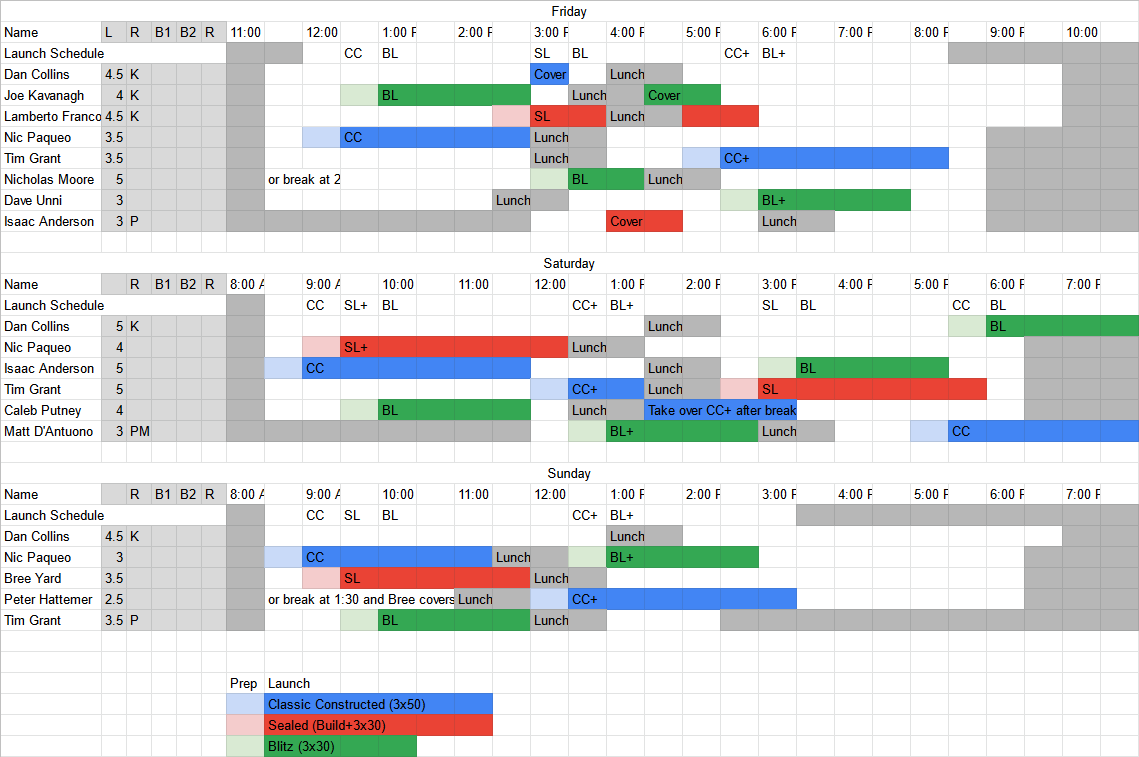 Friday
Name L R B1 B2 R 11:00 12:00 1:00 F 2:00 F 3:00 F 4:00 F 5:00 F 6:00 F 7:00 F 8:00 F 9:00 F 10:00
Launch Schedule CC BL SL BL CC+ BL+
Dan Collins 4.5 K Cover Lunch
Joe Kavanagh 4 K BL Lunch Cover
Lamberto Franco 4.5 K SL Lunch
Nic Paqueo 3.5 CC Lunch
Tim Grant 3.5 Lunch CC+
Nicholas Moore 5 or break at 2 BL Lunch
Dave Unni 3 Lunch BL+
Isaac Anderson 3 P Cover Lunch
Saturday
Name R B1 B2 R 8:00 A 9:00 A 10:00 11:00 12:00 1:00 F 2:00 F 3:00 F 4:00 F 5:00 F 6:00 F 7:00 F
Launch Schedule CC SL+ BL CC+ BL+ SL BL CC BL
Dan Collins 5 K Lunch BL
Nic Paqueo 4 SL+ Lunch
Isaac Anderson 5 CC Lunch BL
Tim Grant 5 CC+ Lunch SL
Caleb Putney 4 BL Lunch Take over CC+ after break
Matt D'Antuono 3 PM BL+ Lunch CC
Sunday
Name R B1 B2 R 8:00 A 9:00 A 10:00 11:00 12:00 1:00 F 2:00 F 3:00 F 4:00 F 5:00 F 6:00 F 7:00 F
Launch Schedule CC SL BL CC+ BL+
Dan Collins 4.5 K Lunch
Nic Paqueo 3 CC Lunch BL+
Bree Yard 3.5 SL Lunch
Peter Hattemer 2.5 or break at 1:30 and Bree covers Lunch CC+
Tim Grant 3.5 P BL Lunch
Prep Launch
Classic Constructed (3x50)
Sealed (Build+3x30)
Blitz (3x30)